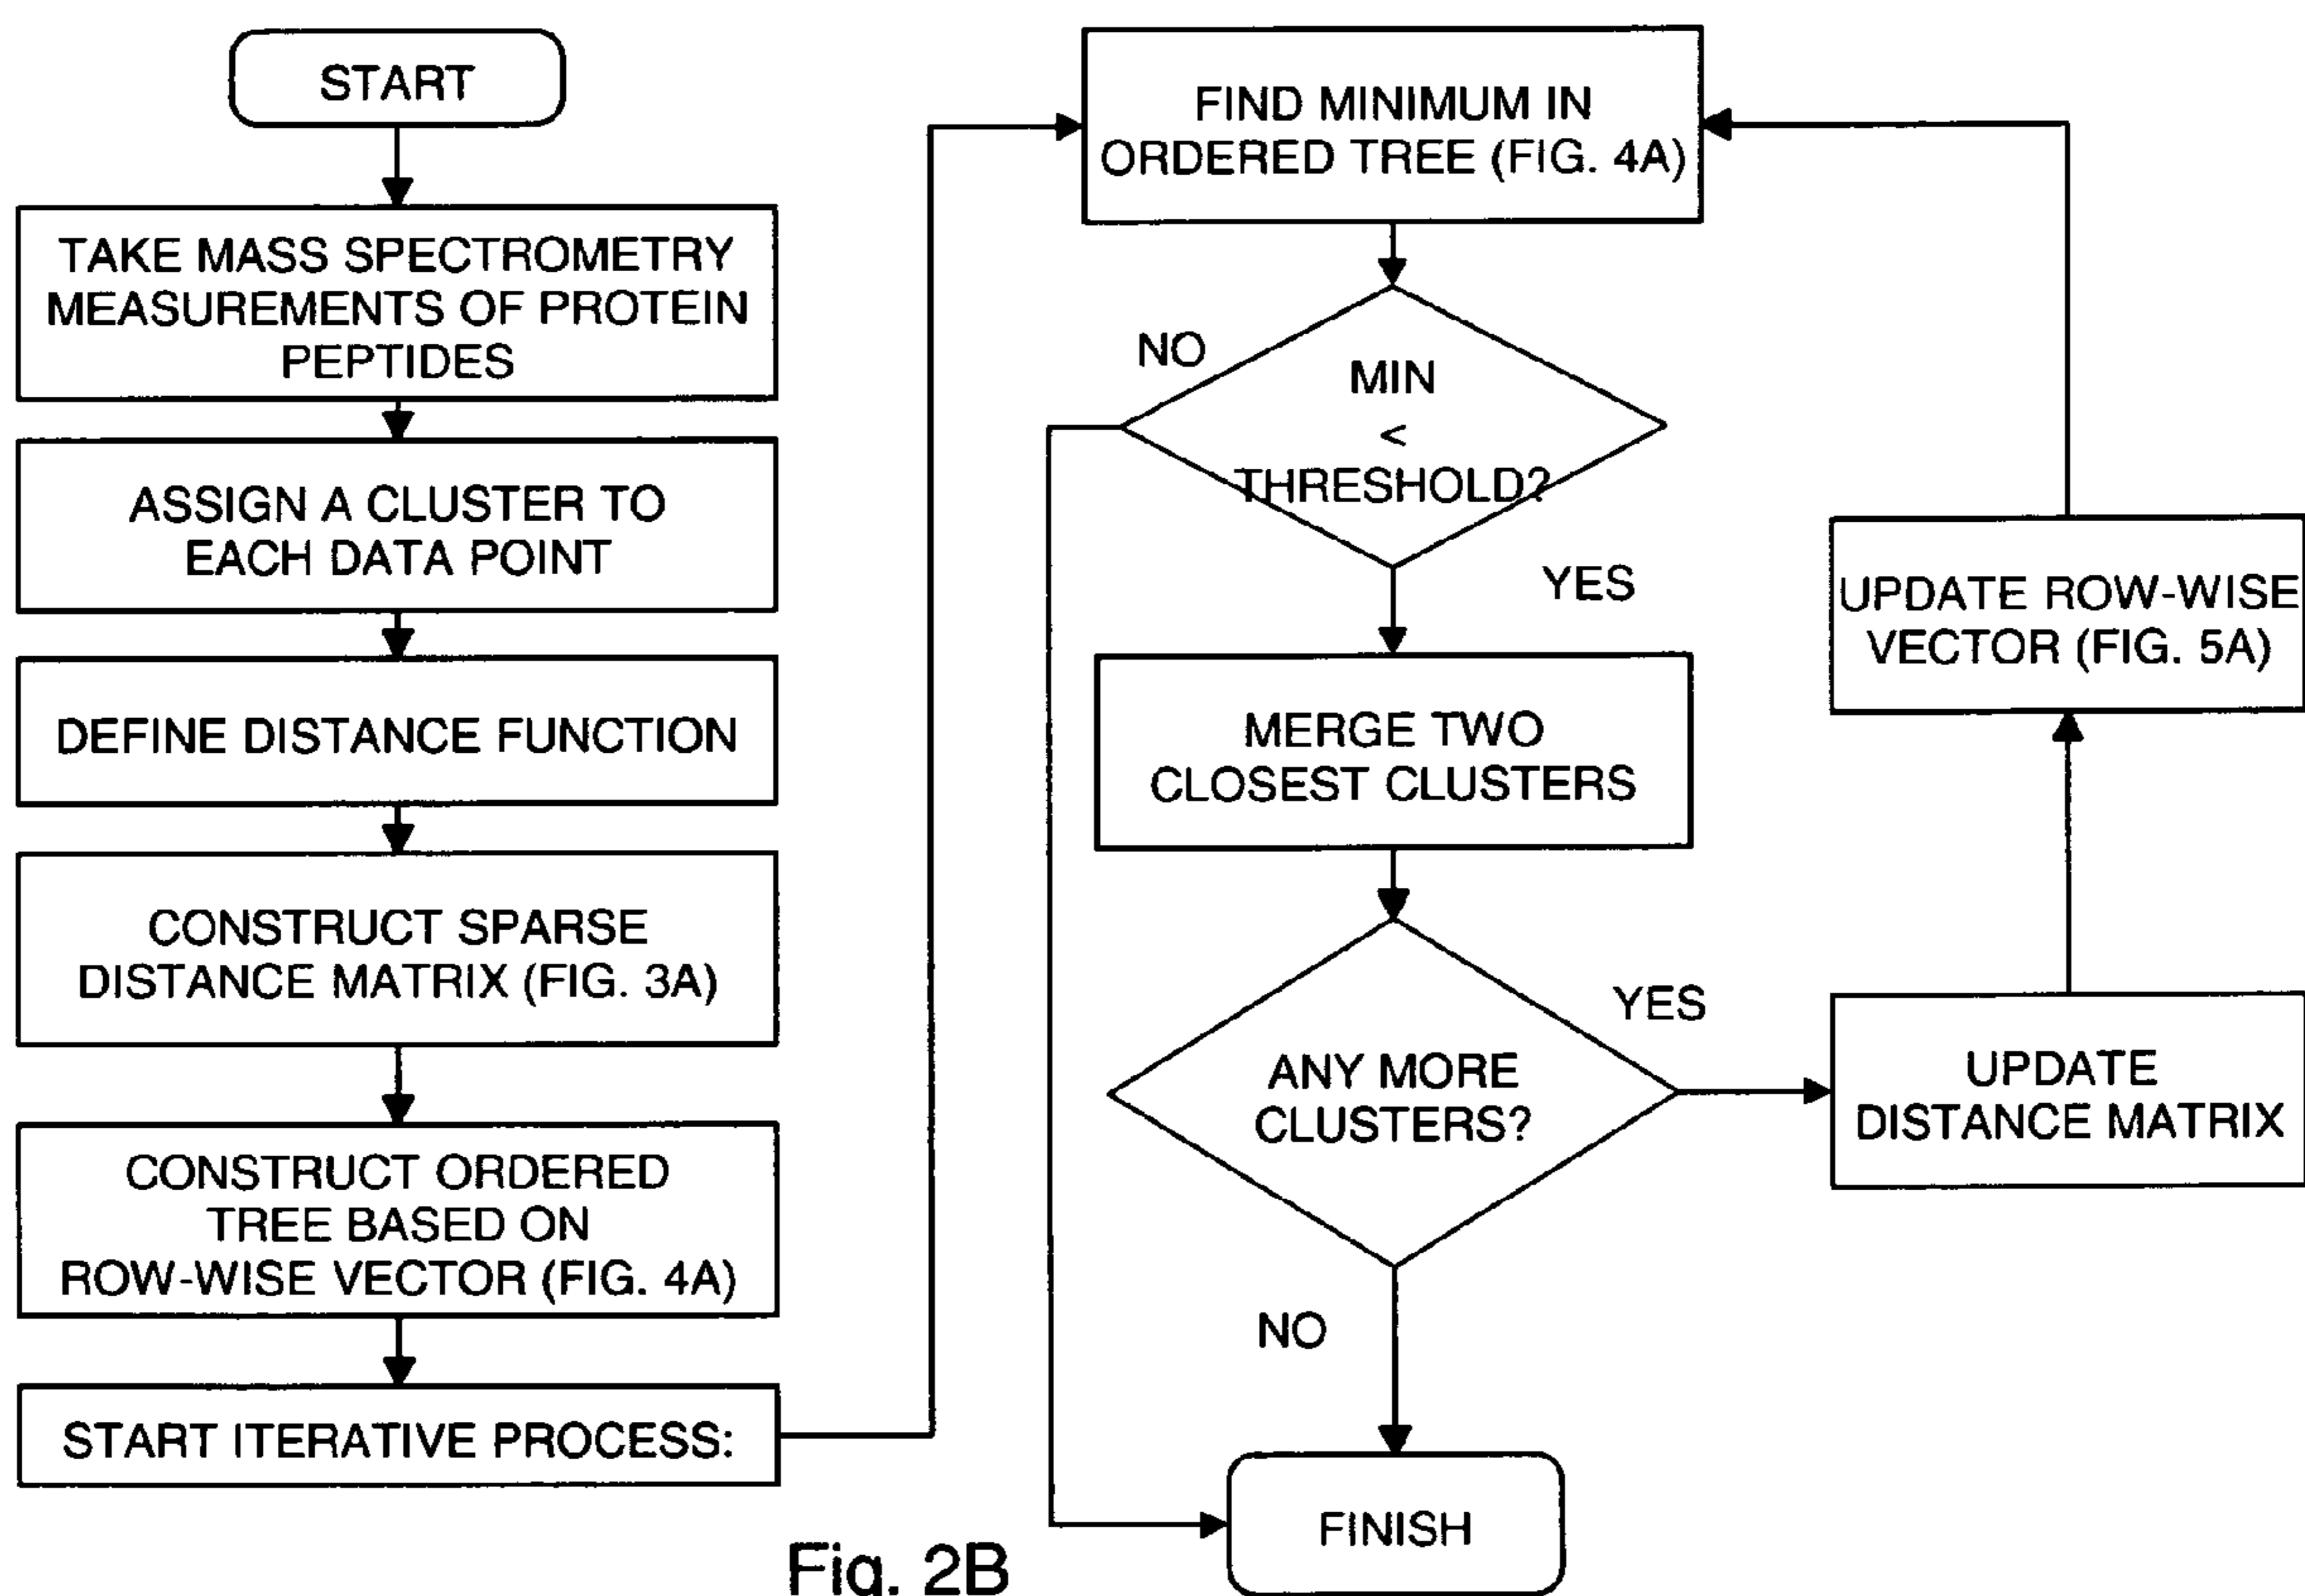 START
TAKE MASS SPECTROMETRY
MEASUREMENTS OF PROTEIN
PEPTIDES
ASSIGN A CLUSTER TO
EACH DATA POINT
DEFINE DISTANCE FUNCTION
CONSTRUCT SPARSE
DISTANCE MATRIX (FIG. 3A)
CONSTRUCT ORDERED
TREE BASED ON
ROW-WISE VECTOR (FIG. 4A)
START ITERATIVE PROCESS:
FIND MINIMUM IN
ORDERED TREE (FIG. 4A)
NO
MIN
<
THRESHOLD?
YES
MERGE TWO
CLOSEST CLUSTERS
ANY MORE
CLUSTERS?
YES
NO
UPDATE
DISTANCE MATRIX
UPDATE ROW-WISE
VECTOR (FIG. 5A)
FINISH
Fig. 2B